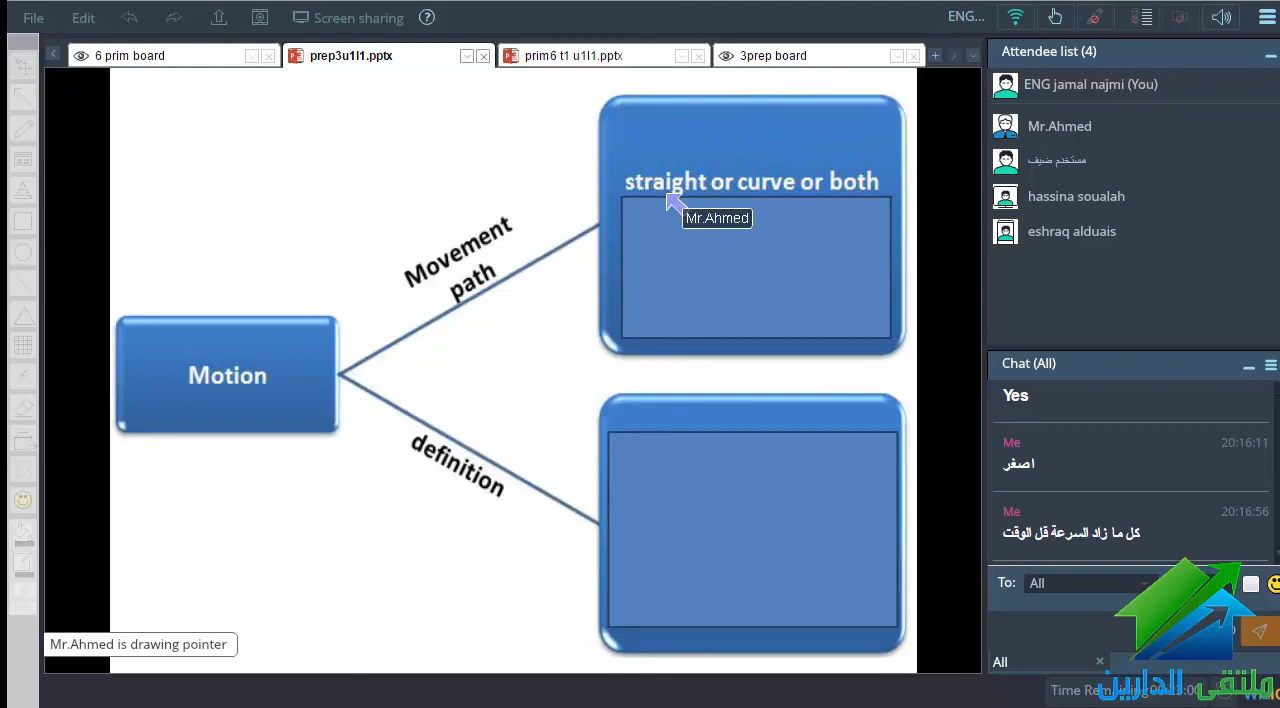 File Edit Screen sharing ENG...
6 prim board prep3u1l1.pptx prim6 t1 u1l1.pptx 3prep board
Attendee list (4)
ENG jamal najmi (You)
Mr.Ahmed
مستخدم ضيف
hassina soualah
eshraq alduais
straight or curve or both
Mr.Ahmed
Movement
path
Motion
definition
Mr.Ahmed is drawing pointer
Chat (All)
Yes
Me 20:16:11
اصغر
Me 20:16:56
كل ما زاد السرعة قل الوقت
To: All
All
ملتقى الدارين